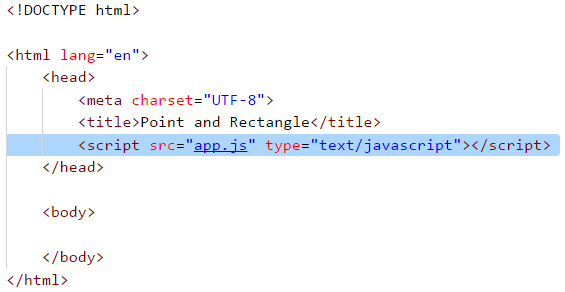 <!DOCTYPE html>
<html lang="en">
<head>
<meta charset="UTF-8">
<title>Point and Rectangle</title>
<script src="app.js" type="text/javascript"></script>
</head>
<body>
</body>
</html>